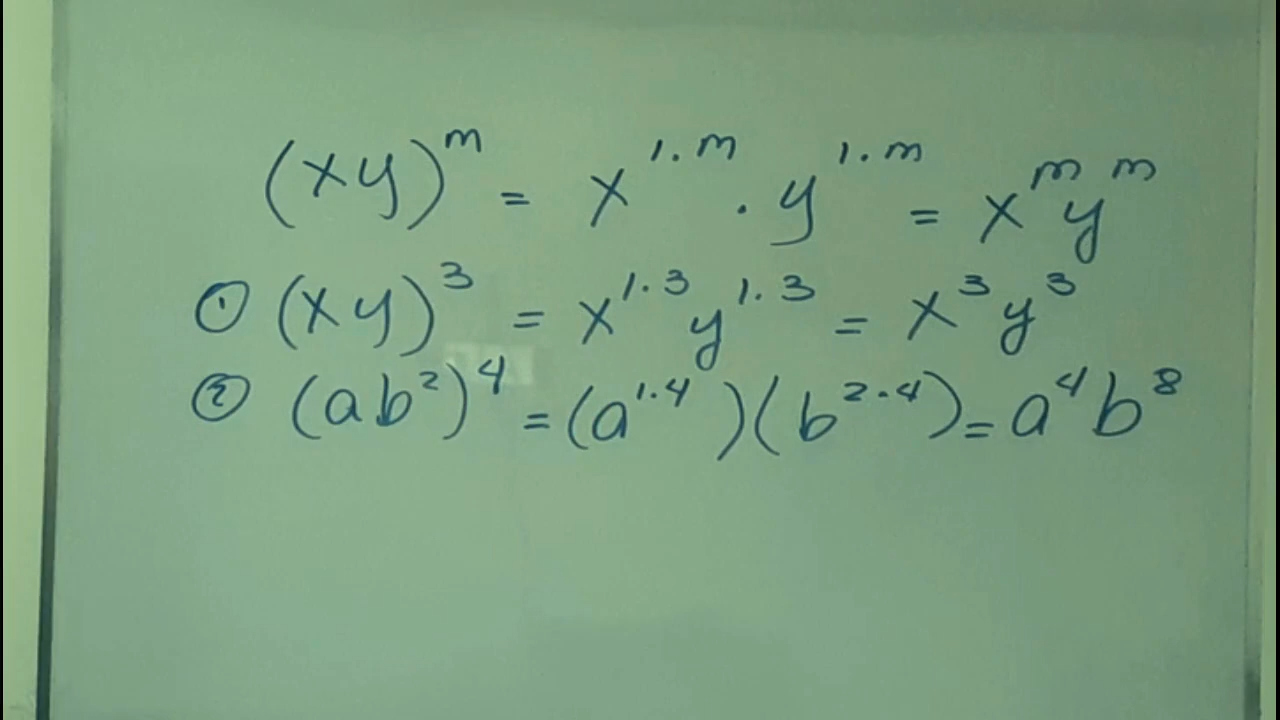 (xy)^m = x^{1.m} . y^{1.m} = x^m y^m
① (xy)^3 = x^{1.3} y^{1.3} = x^3 y^3
② (ab^2)^4 = (a^{1.4})(b^{2.4}) = a^4 b^8